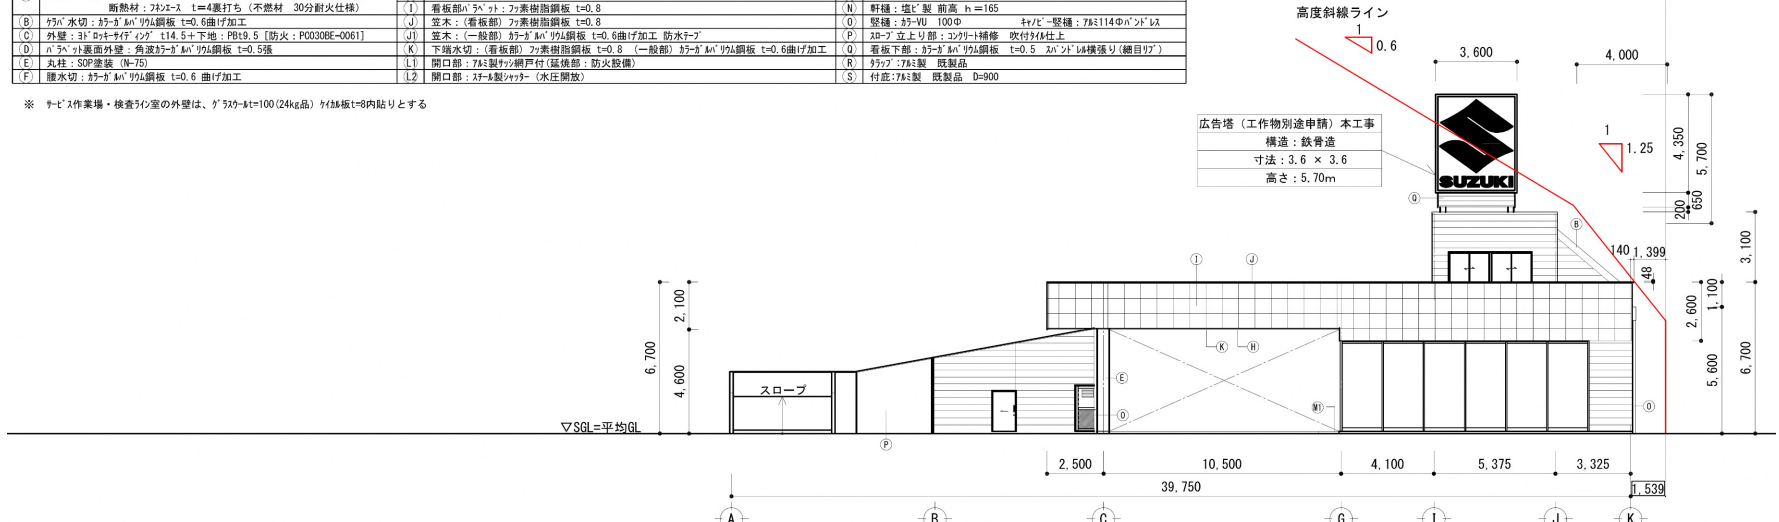 断熱材：フネンエース t=4裏打ち（不燃材 30分耐火仕様）
Ⓑ ケラバ水切：カラーガルバリウム鋼板 t=0.6曲げ加工
Ⓒ 外壁：ヨドロッキーサイディング t14.5＋下地：PBt9.5 [防火：PC030BE-0061]
Ⓓ パラペット裏面外壁：角波カラーガルバリウム鋼板 t=0.5張
Ⓔ 丸柱：SOP塗装（N-75）
Ⓕ 腰水切：カラーガルバリウム鋼板 t=0.6 曲げ加工
Ⓘ 看板部パラペット：フッ素樹脂鋼板 t=0.8
Ⓙ 笠木：（看板部）フッ素樹脂鋼板 t=0.8
J1 笠木：（一般部）カラーガルバリウム鋼板 t=0.6曲げ加工 防水テープ
Ⓚ 下端水切：（看板部）フッ素樹脂鋼板 t=0.8 （一般部）カラーガルバリウム鋼板 t=0.6曲げ加工
L1 開口部：アルミ製サッシ網戸付(延焼部：防火設備)
L2 開口部：スチール製シャッター（水圧開放）
Ⓝ 軒樋：塩ビ製 前高 h＝165
Ⓞ 竪樋：カラーVU 100Φ キャノピー竪樋：アルミ114Φバンドレス
Ⓟ スロープ立上り部：コンクリート補修 吹付タイル仕上
Ⓠ 看板下部：カラーガルバリウム鋼板 t=0.5 スパンドレル横張り(細目リブ)
Ⓡ タラップ：アルミ製 既製品
Ⓢ 付庇：アルミ製 既製品 D=900
※ サービス作業場・検査ライン室の外壁は、グラスウールt=100(24kg品) ケイカル板t=8内貼りとする
高度斜線ライン
1
0.6
3,600
4,000
広告塔（工作物別途申請）本工事
構造：鉄骨造
寸法：3.6 × 3.6
高さ：5.70m
SUZUKI
1
1.25
4,350
5,700
200
650
Ⓠ
Ⓑ
140
1,399
48
3,100
Ⓘ
Ⓙ
2,100
6,700
4,600
2,600
1,100
5,600
6,700
スロープ
Ⓚ
Ⓗ
Ⓔ
Ⓞ
M1
Ⓞ
▽SGL=平均GL
Ⓟ
2,500
10,500
4,100
5,375
3,325
39,750
1,539
A
B
C
G
I
J
K